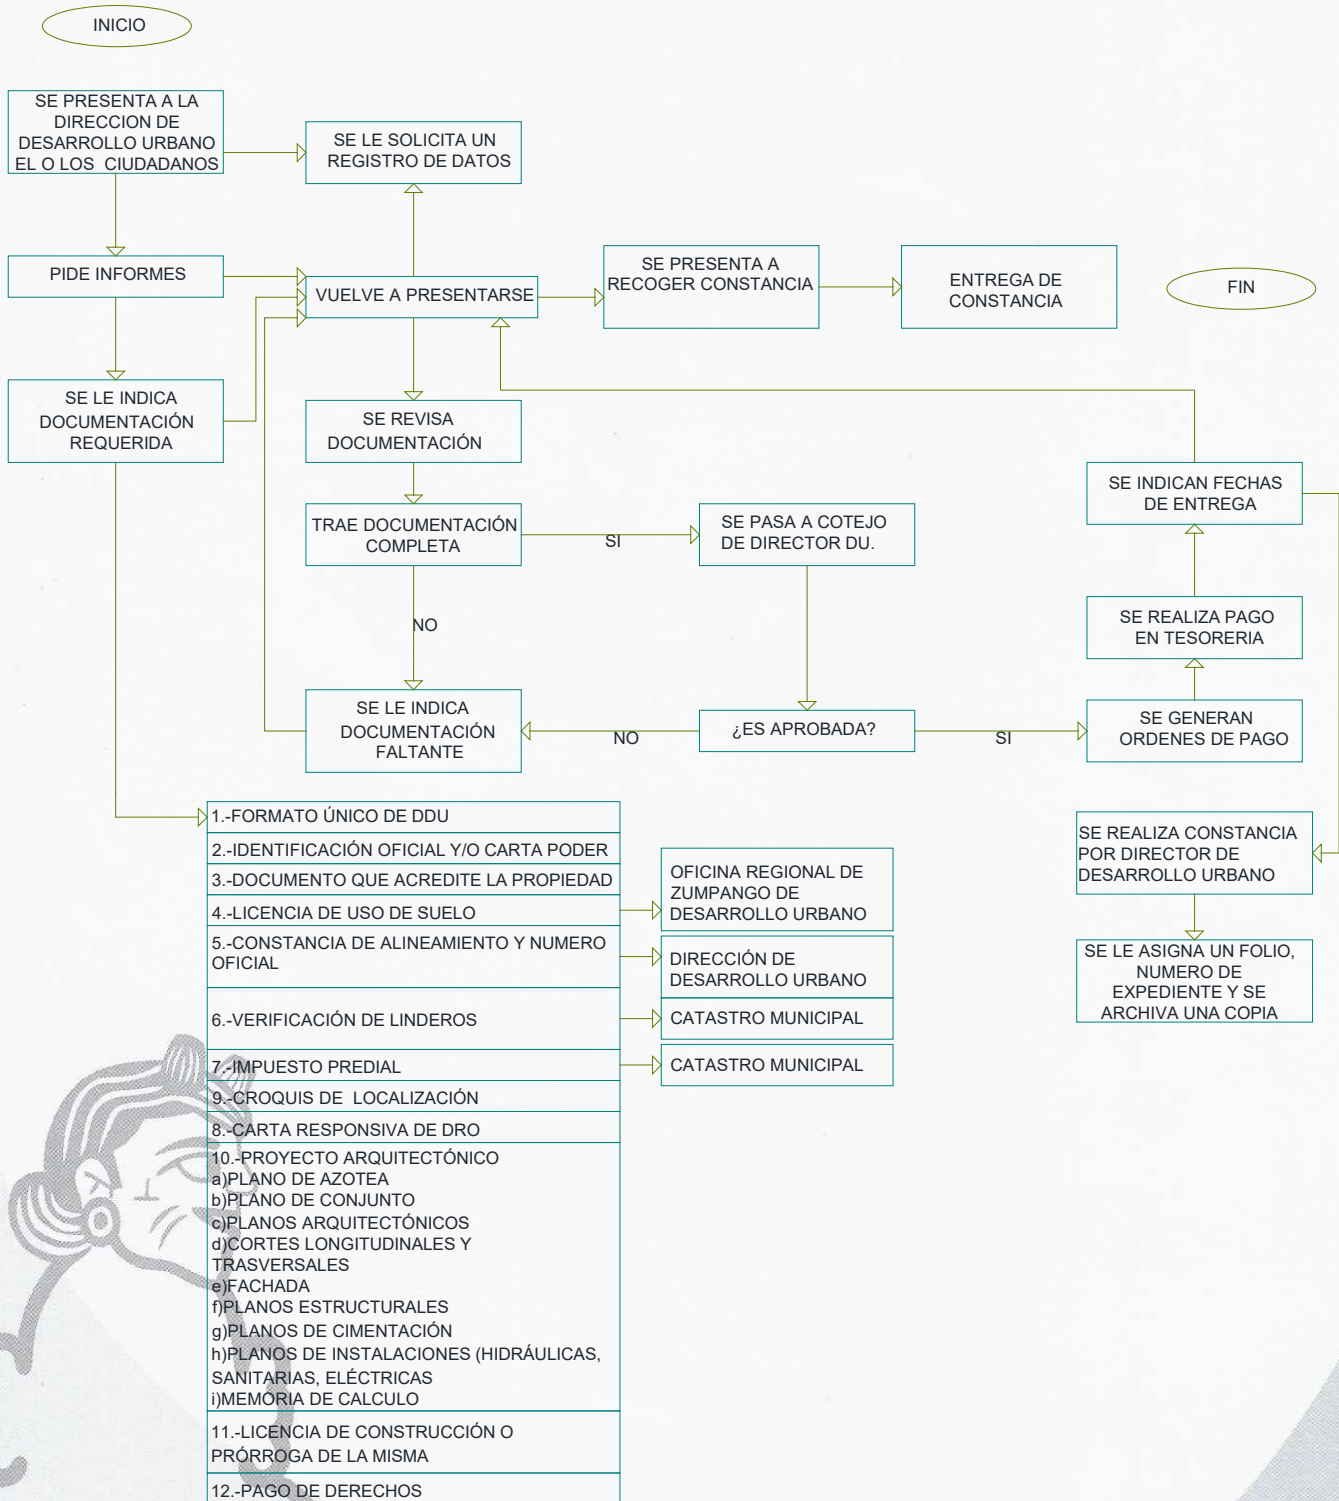 INICIO
SE PRESENTA A LA
DIRECCION DE
DESARROLLO URBANO
EL O LOS CIUDADANOS
SE LE SOLICITA UN
REGISTRO DE DATOS
PIDE INFORMES
VUELVE A PRESENTARSE
SE PRESENTA A
RECOGER CONSTANCIA
ENTREGA DE
CONSTANCIA
FIN
SE LE INDICA
DOCUMENTACIÓN
REQUERIDA
SE REVISA
DOCUMENTACIÓN
TRAE DOCUMENTACIÓN
COMPLETA
SI
SE PASA A COTEJO
DE DIRECTOR DU.
SE INDICAN FECHAS
DE ENTREGA
NO
SE REALIZA PAGO
EN TESORERIA
SE LE INDICA
DOCUMENTACIÓN
FALTANTE
NO
¿ES APROBADA?
SI
SE GENERAN
ORDENES DE PAGO
1.-FORMATO ÚNICO DE DDU
2.-IDENTIFICACIÓN OFICIAL Y/O CARTA PODER
3.-DOCUMENTO QUE ACREDITE LA PROPIEDAD
4.-LICENCIA DE USO DE SUELO
5.-CONSTANCIA DE ALINEAMIENTO Y NUMERO
OFICIAL
6.-VERIFICACIÓN DE LINDEROS
7.-IMPUESTO PREDIAL
9.-CROQUIS DE LOCALIZACIÓN
8.-CARTA RESPONSIVA DE DRO
10.-PROYECTO ARQUITECTÓNICO
a)PLANO DE AZOTEA
b)PLANO DE CONJUNTO
c)PLANOS ARQUITECTÓNICOS
d)CORTES LONGITUDINALES Y
TRASVERSALES
e)FACHADA
f)PLANOS ESTRUCTURALES
g)PLANOS DE CIMENTACIÓN
h)PLANOS DE INSTALACIONES (HIDRÁULICAS,
SANITARIAS, ELÉCTRICAS
i)MEMORIA DE CALCULO
11.-LICENCIA DE CONSTRUCCIÓN O
PRÓRROGA DE LA MISMA
12.-PAGO DE DERECHOS
OFICINA REGIONAL DE
ZUMPANGO DE
DESARROLLO URBANO
DIRECCIÓN DE
DESARROLLO URBANO
CATASTRO MUNICIPAL
CATASTRO MUNICIPAL
SE REALIZA CONSTANCIA
POR DIRECTOR DE
DESARROLLO URBANO
SE LE ASIGNA UN FOLIO,
NUMERO DE
EXPEDIENTE Y SE
ARCHIVA UNA COPIA